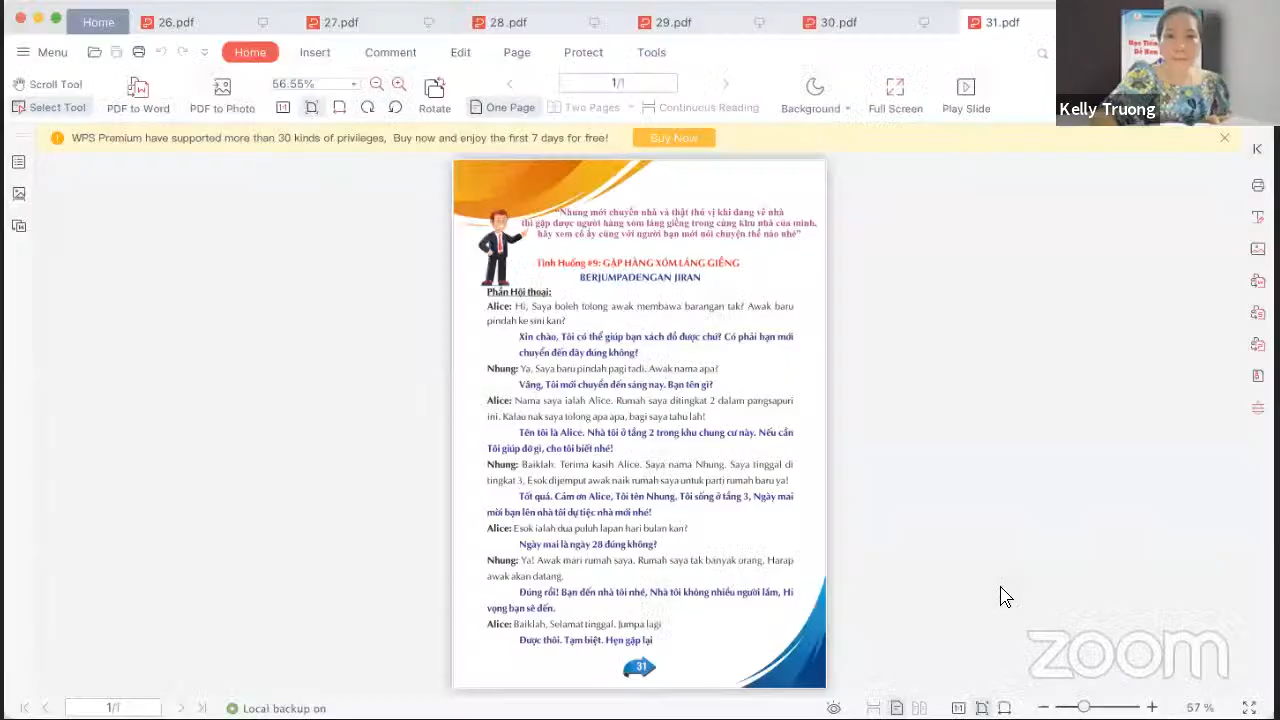 Home 26.pdf 27.pdf 28.pdf 29.pdf 30.pdf 31.pdf
Menu Home Insert Comment Edit Page Protect Tools
Scroll Tool 56.55% 1/1
Select Tool PDF to Word PDF to Photo Rotate One Page Two Pages Continuous Reading Background Full Screen Play Slide
Kelly Truong
WPS Premium have supported more than 30 kinds of privileges, Buy now and enjoy the first 7 days for free! Buy Now
"Nhung mới chuyển nhà và thật thú vị khi đang về nhà
thì gặp được người hàng xóm láng giềng trong cùng khu nhà của mình,
hãy xem cô ấy cùng với người bạn mới nói chuyện thế nào nhé"
Tình Huống #9: GẶP HÀNG XÓM LÁNG GIỀNG
BERJUMPADENGAN JIRAN
Phần Hội thoại:
Alice: Hi, Saya boleh tolong awak membawa barangan tak? Awak baru
pindah ke sini kan?
Xin chào, Tôi có thể giúp bạn xách đồ được chứ? Có phải bạn mới
chuyển đến đây đúng không?
Nhung: Ya, Saya baru pindah pagi tadi. Awak nama apa?
Vâng, Tôi mới chuyển đến sáng nay. Bạn tên gì?
Alice: Nama saya ialah Alice. Rumah saya ditingkat 2 dalam pangsapuri
ini. Kalau nak saya tolong apa apa, bagi saya tahu lah!
Tên tôi là Alice. Nhà tôi ở tầng 2 trong khu chung cư này. Nếu cần
Tôi giúp đỡ gì, cho tôi biết nhé!
Nhung: Baiklah. Terima kasih Alice. Saya nama Nhung. Saya tinggal di
tingkat 3, Esok dijemput awak naik rumah saya untuk parti rumah baru ya!
Tốt quá. Cảm ơn Alice, Tôi tên Nhung. Tôi sống ở tầng 3, Ngày mai
mời bạn lên nhà tôi dự tiệc nhà mới nhé!
Alice: Esok ialah dua puluh lapan hari bulan kan?
Ngày mai là ngày 28 đúng không?
Nhung: Ya! Awak mari rumah saya. Rumah saya tak banyak orang. Harap
awak akan datang.
Đúng rồi! Bạn đến nhà tôi nhé, Nhà tôi không nhiều người lắm, Hi
vọng bạn sẽ đến.
Alice: Baiklah, Selamat tinggal. Jumpa lagi
Được thôi. Tạm biệt. Hẹn gặp lại
31
zoom
1/1 Local backup on 57 %